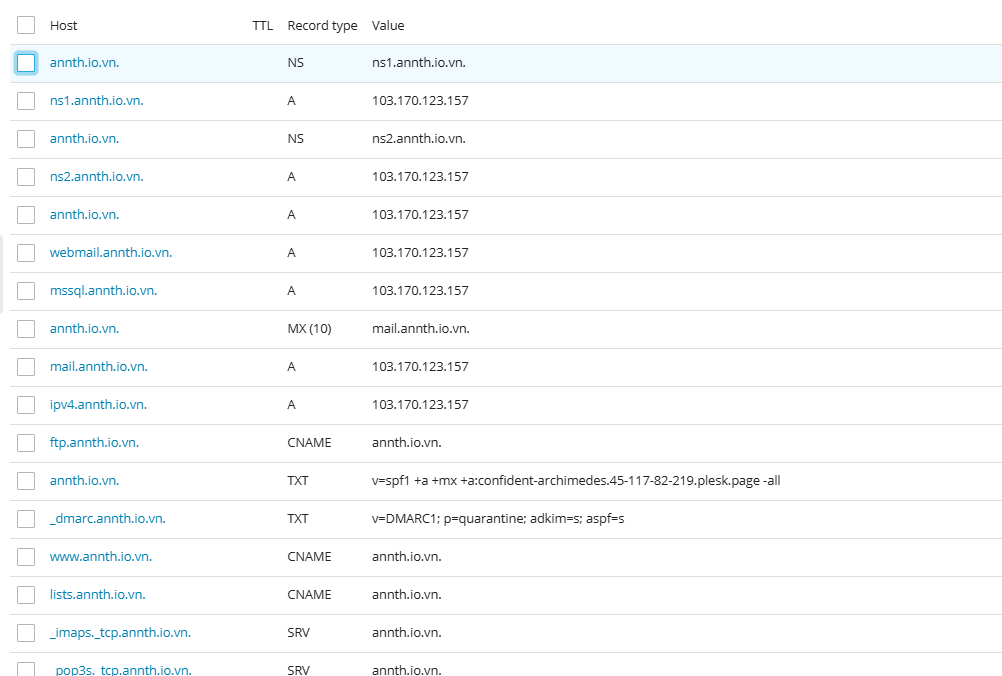 Host TTL Record type Value
annth.io.vn. NS ns1.annth.io.vn.
ns1.annth.io.vn. A 103.170.123.157
annth.io.vn. NS ns2.annth.io.vn.
ns2.annth.io.vn. A 103.170.123.157
annth.io.vn. A 103.170.123.157
webmail.annth.io.vn. A 103.170.123.157
mssql.annth.io.vn. A 103.170.123.157
annth.io.vn. MX (10) mail.annth.io.vn.
mail.annth.io.vn. A 103.170.123.157
ipv4.annth.io.vn. A 103.170.123.157
ftp.annth.io.vn. CNAME annth.io.vn.
annth.io.vn. TXT v=spf1 +a +mx +a:confident-archimedes.45-117-82-219.plesk.page -all
_dmarc.annth.io.vn. TXT v=DMARC1; p=quarantine; adkim=s; aspf=s
www.annth.io.vn. CNAME annth.io.vn.
lists.annth.io.vn. CNAME annth.io.vn.
_imaps._tcp.annth.io.vn. SRV annth.io.vn.
_pop3s._tcp.annth.io.vn. SRV annth.io.vn.